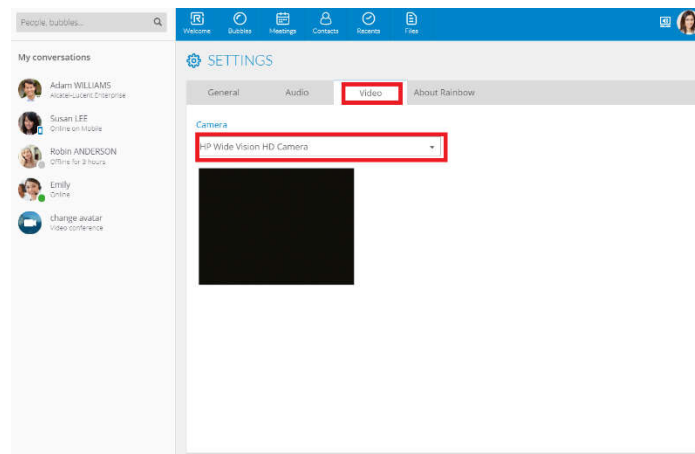 People, bubbles...
Welcome
Bubbles
Meetings
Contacts
Recents
Files
My conversations
Adam WILLIAMS
Alcatel-Lucent Enterprise
Susan LEE
Online on Mobile
Robin ANDERSON
Offline for 3 hours
Emily
Online
change avatar
Video conference
SETTINGS
General
Audio
Video
About Rainbow
Camera
HP Wide Vision HD Camera